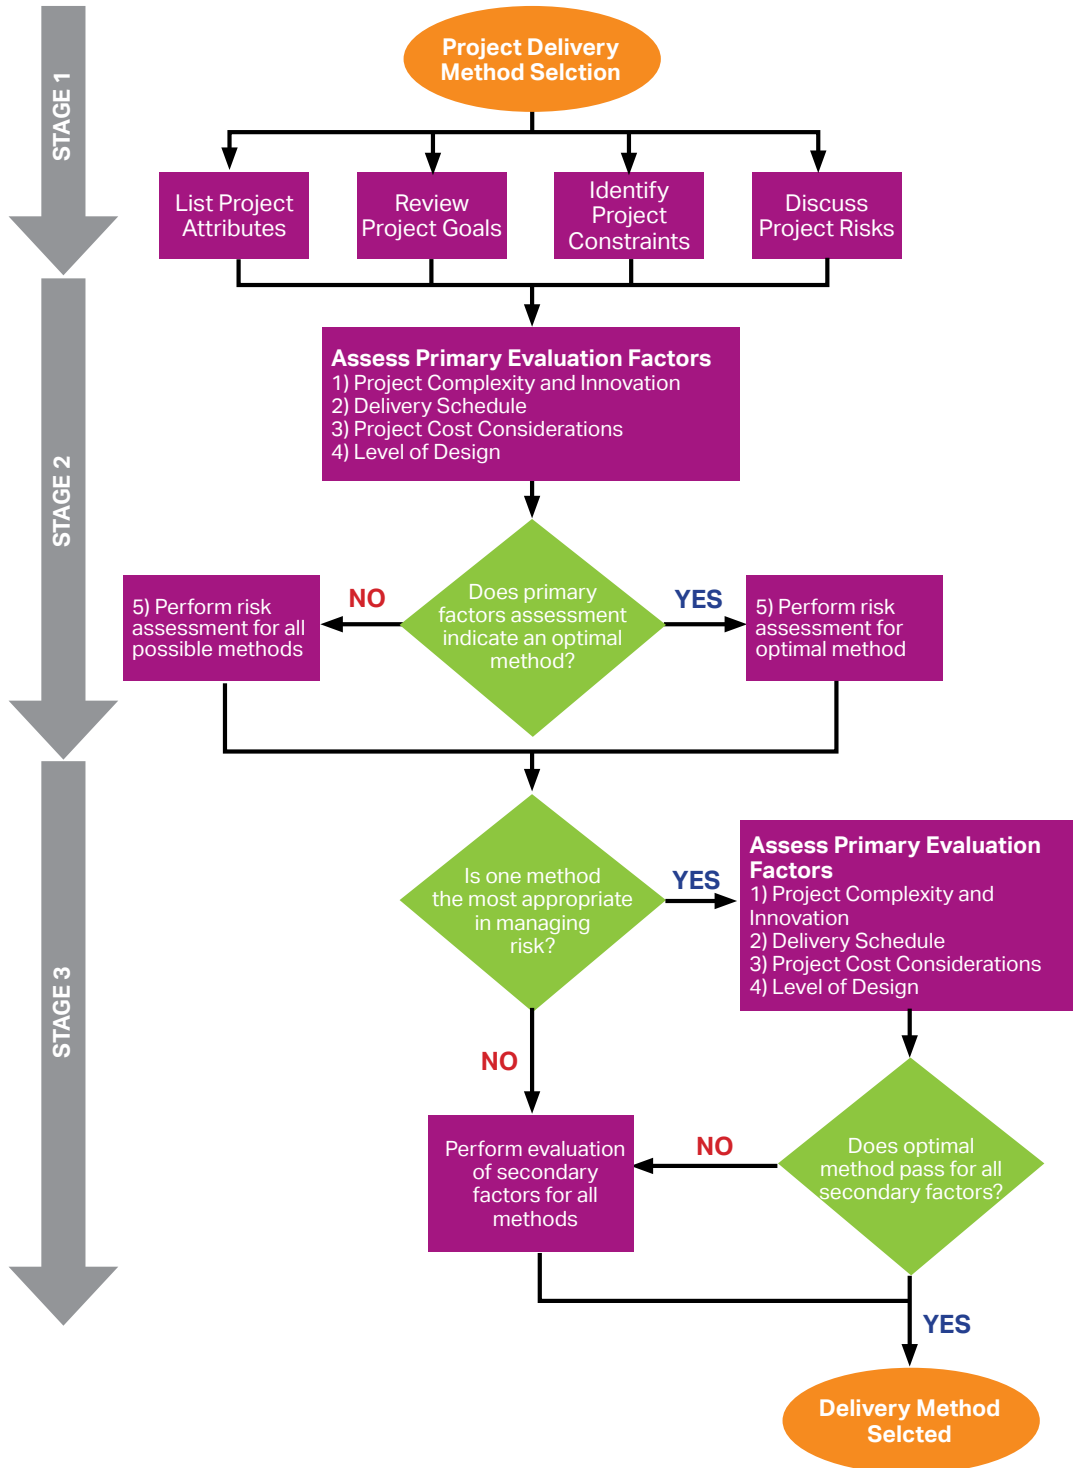 STAGE 1
Project Delivery
Method Selction
List Project
Attributes
Review
Project Goals
Identify
Project
Constraints
Discuss
Project Risks
STAGE 2
Assess Primary Evaluation Factors
1) Project Complexity and Innovation
2) Delivery Schedule
3) Project Cost Considerations
4) Level of Design
Does primary
factors assessment
indicate an optimal
method?
NO
5) Perform risk
assessment for all
possible methods
YES
5) Perform risk
assessment for
optimal method
STAGE 3
Is one method
the most appropriate
in managing
risk?
YES
Assess Primary Evaluation
Factors
1) Project Complexity and
Innovation
2) Delivery Schedule
3) Project Cost Considerations
4) Level of Design
NO
Perform evaluation
of secondary
factors for all
methods
NO
Does optimal
method pass for all
secondary factors?
YES
Delivery Method
Selcted